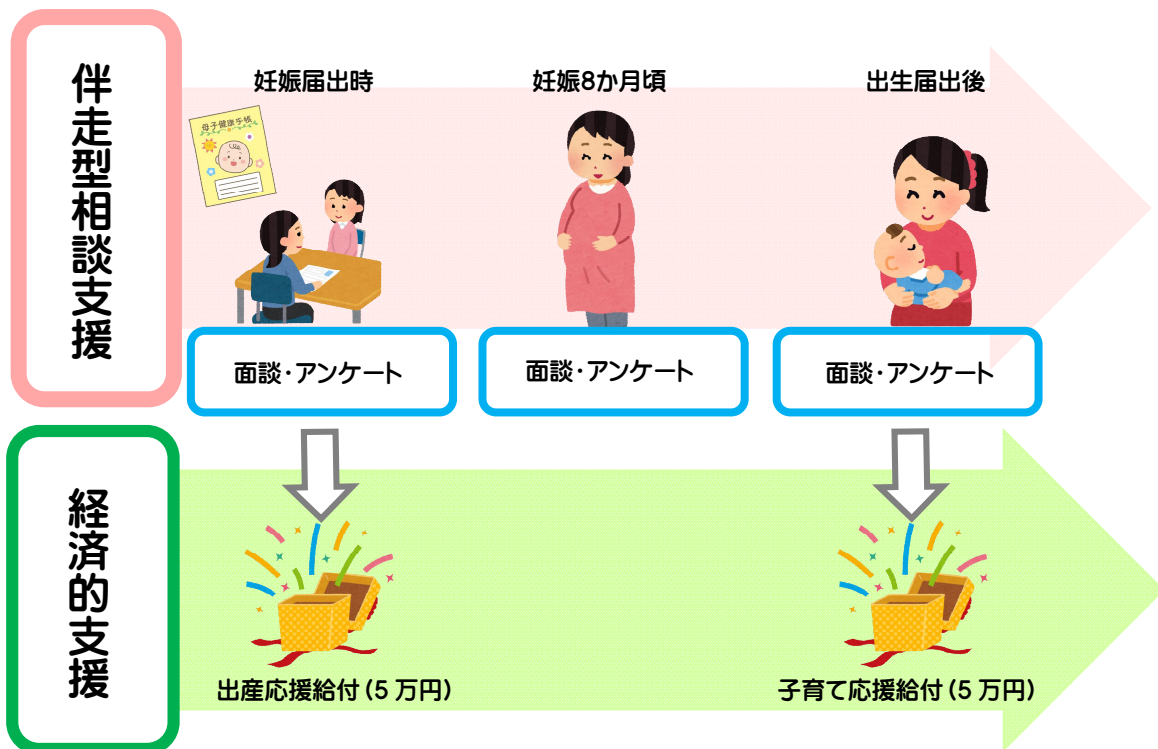 伴走型相談支援
妊娠届出時
妊娠8か月頃
出生届出後
母子健康手帳
面談・アンケート
面談・アンケート
面談・アンケート
経済的支援
出産応援給付(5万円)
子育て応援給付(5万円)